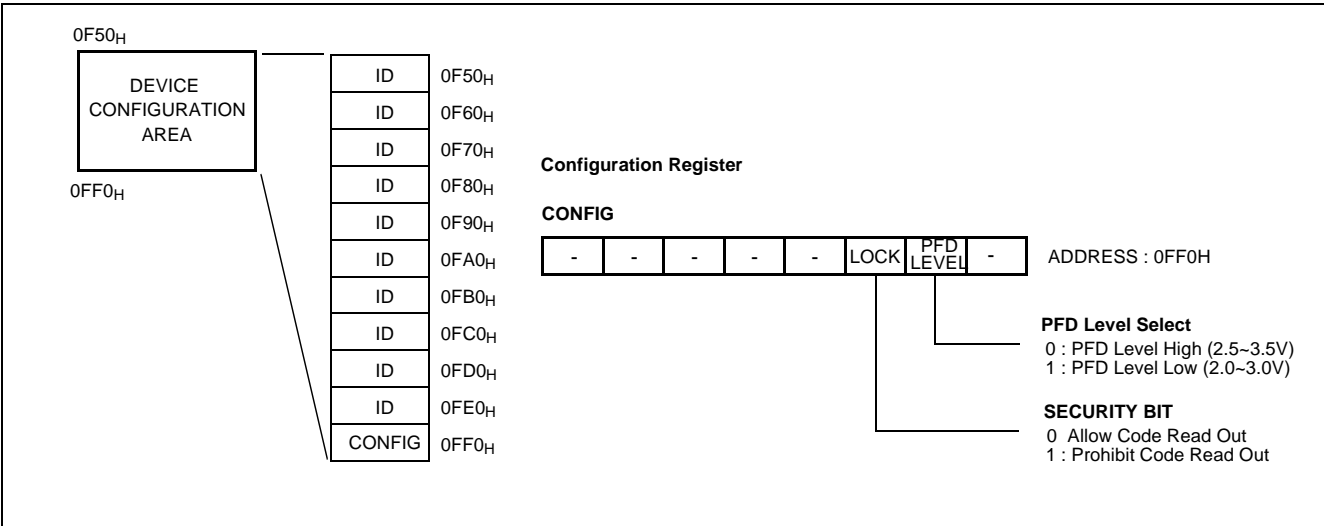 0F50H
DEVICE
CONFIGURATION
AREA
0FF0H
ID 0F50H
ID 0F60H
ID 0F70H
ID 0F80H
ID 0F90H
ID 0FA0H
ID 0FB0H
ID 0FC0H
ID 0FD0H
ID 0FE0H
CONFIG 0FF0H
Configuration Register
CONFIG
- - - - - LOCK PFD LEVEL - ADDRESS : 0FF0H
PFD Level Select
0 : PFD Level High (2.5~3.5V)
1 : PFD Level Low (2.0~3.0V)
SECURITY BIT
0 Allow Code Read Out
1 : Prohibit Code Read Out